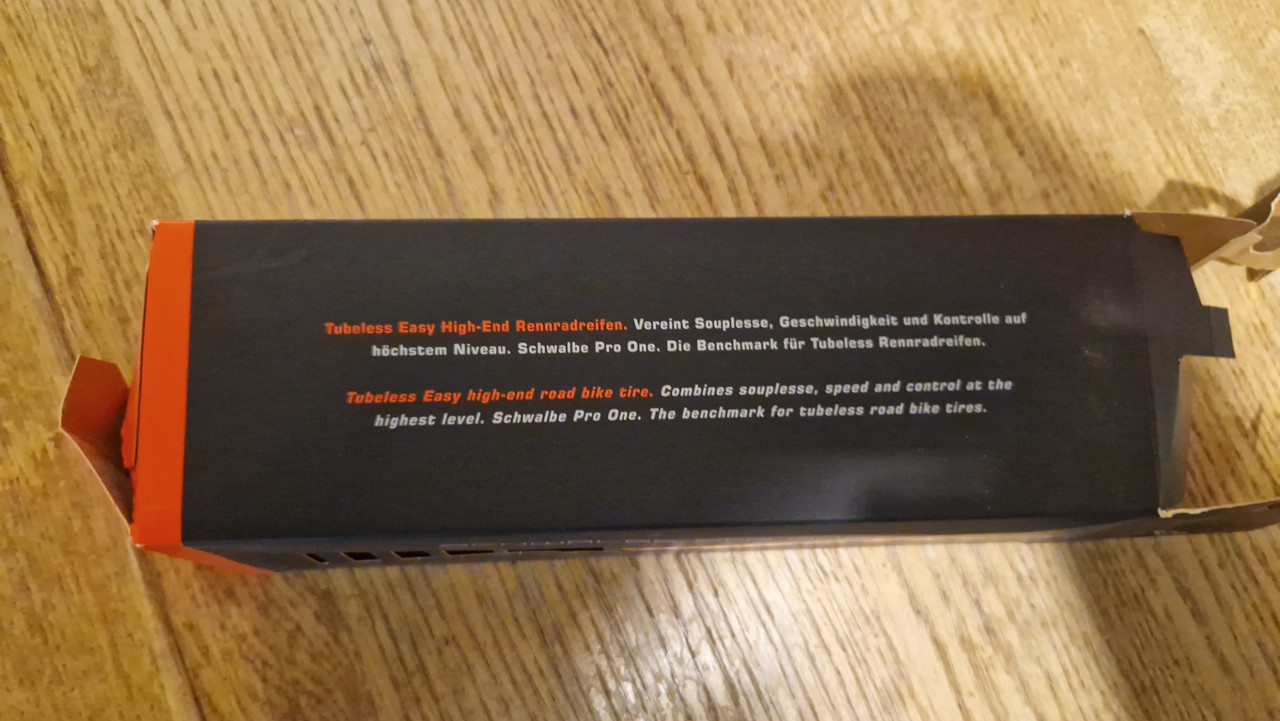 Tubeless Easy High-End Rennradreifen. Vereint Souplesse, Geschwindigkeit und Kontrolle auf
höchstem Niveau. Schwalbe Pro One. Die Benchmark für Tubeless Rennradreifen.
Tubeless Easy high-end road bike tire. Combines souplesse, speed and control at the
highest level. Schwalbe Pro One. The benchmark for tubeless road bike tires.